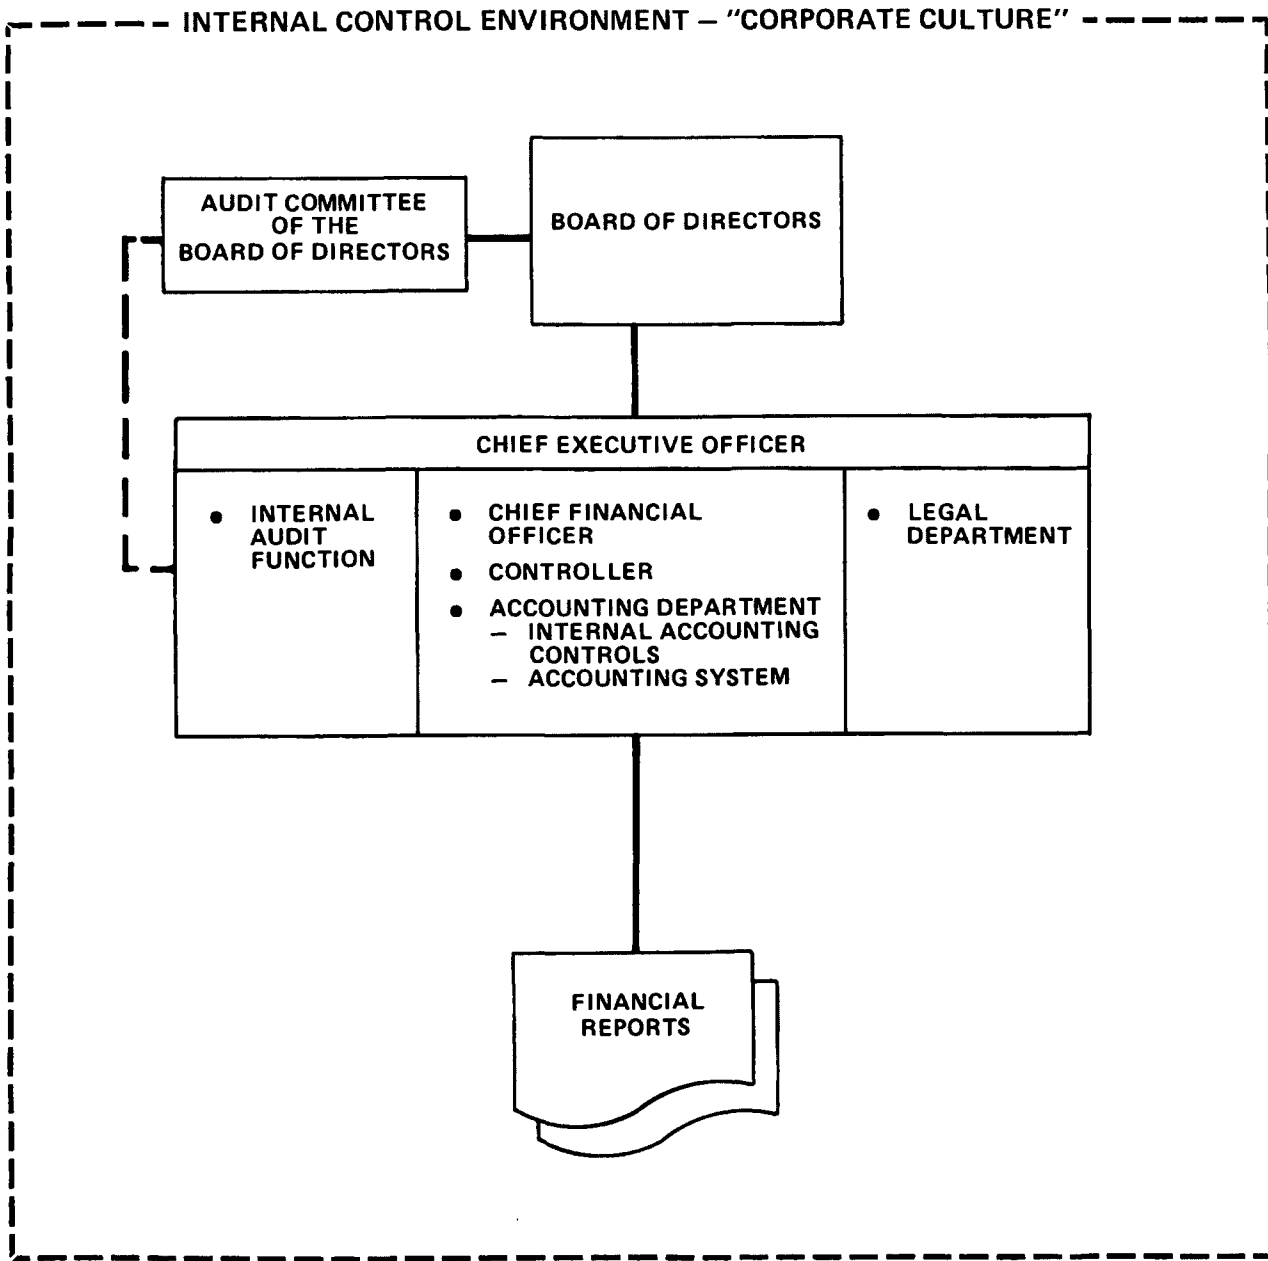 INTERNAL CONTROL ENVIRONMENT – "CORPORATE CULTURE"
AUDIT COMMITTEE
OF THE
BOARD OF DIRECTORS
BOARD OF DIRECTORS
CHIEF EXECUTIVE OFFICER
● INTERNAL
AUDIT
FUNCTION
● CHIEF FINANCIAL
OFFICER
● CONTROLLER
● ACCOUNTING DEPARTMENT
– INTERNAL ACCOUNTING
CONTROLS
– ACCOUNTING SYSTEM
● LEGAL
DEPARTMENT
FINANCIAL
REPORTS